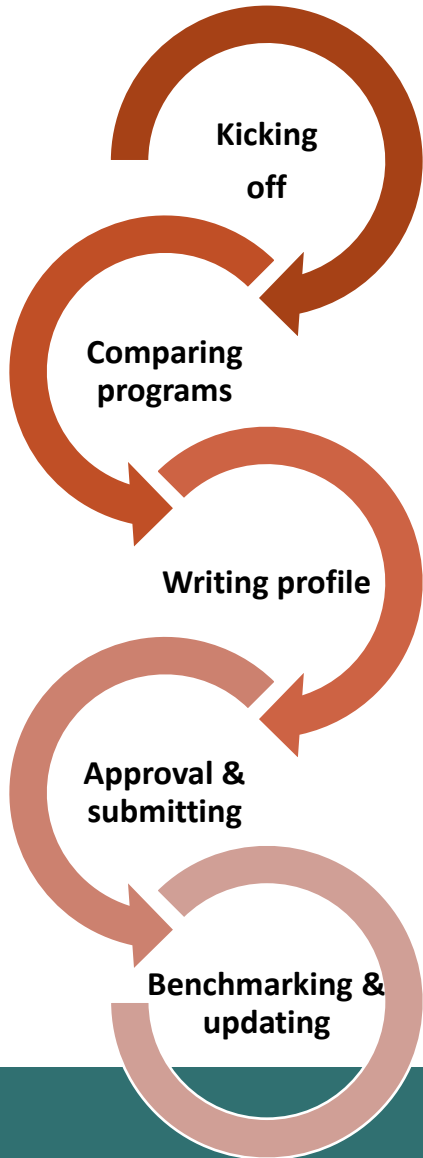 Kicking
off
Comparing
programs
Writing profile
Approval &
submitting
Benchmarking &
updating